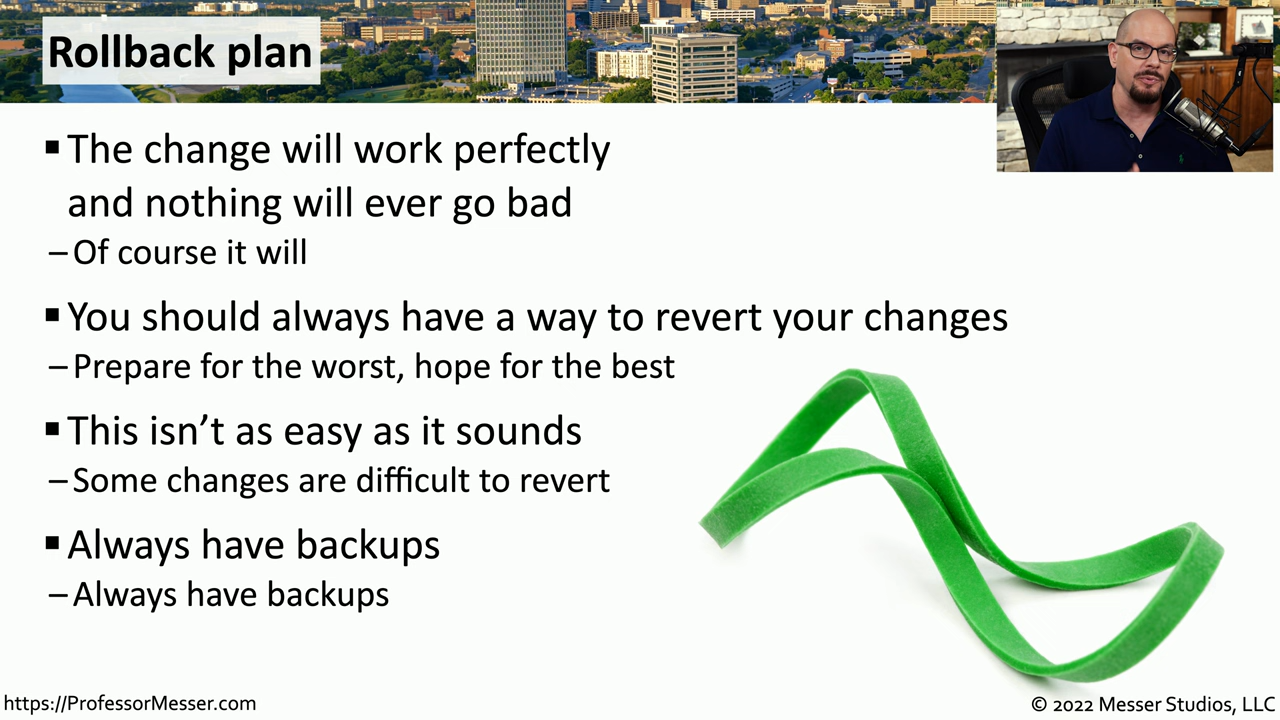 Rollback plan
▪ The change will work perfectly
and nothing will ever go bad
– Of course it will
▪ You should always have a way to revert your changes
– Prepare for the worst, hope for the best
▪ This isn’t as easy as it sounds
– Some changes are difficult to revert
▪ Always have backups
– Always have backups
https://ProfessorMesser.com
© 2022 Messer Studios, LLC